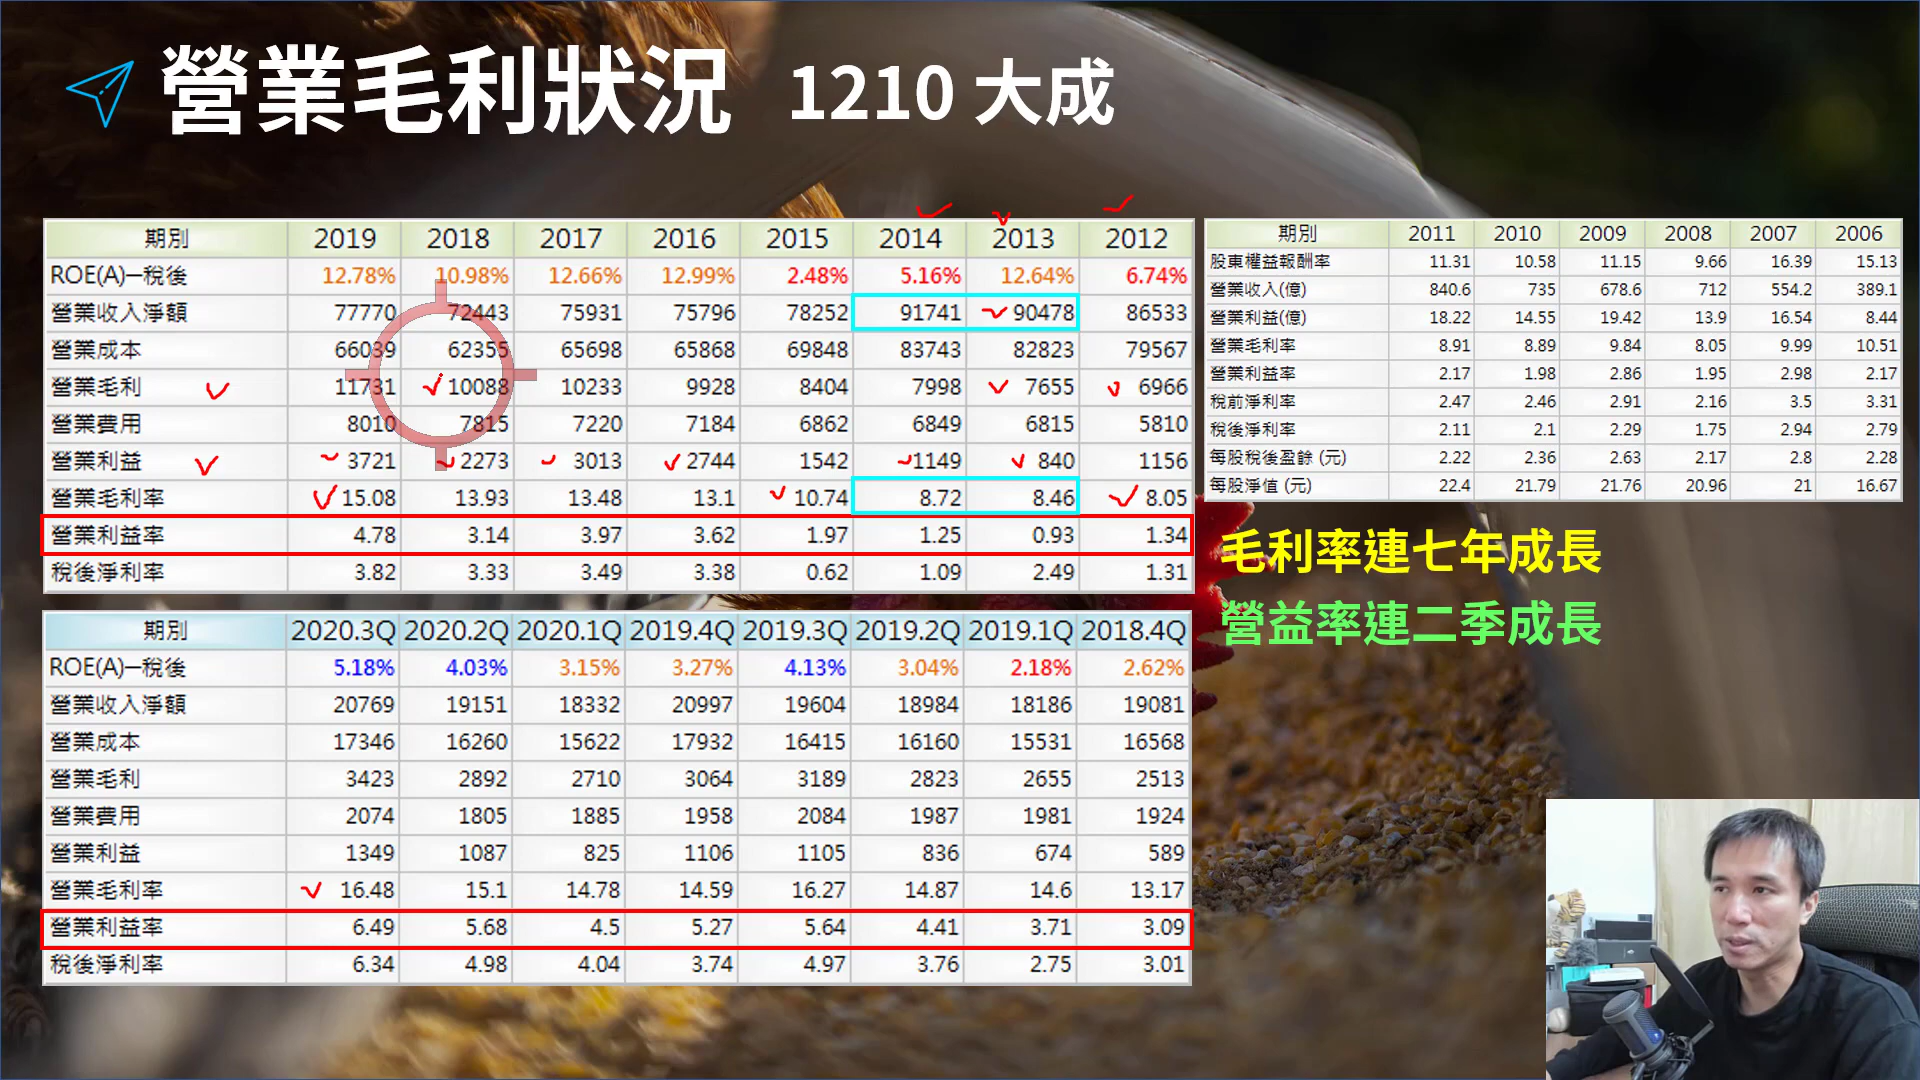 營業毛利狀況 1210 大成
期別 2019 2018 2017 2016 2015 2014 2013 2012
ROE(A)─稅後 12.78% 10.98% 12.66% 12.99% 2.48% 5.16% 12.64% 6.74%
營業收入淨額 77770 72443 75931 75796 78252 91741 90478 86533
營業成本 66039 62355 65698 65868 69848 83743 82823 79567
營業毛利 11731 10088 10233 9928 8404 7998 7655 6966
營業費用 8010 7815 7220 7184 6862 6849 6815 5810
營業利益 3721 2273 3013 2744 1542 1149 840 1156
營業毛利率 15.08 13.93 13.48 13.1 10.74 8.72 8.46 8.05
營業利益率 4.78 3.14 3.97 3.62 1.97 1.25 0.93 1.34
稅後淨利率 3.82 3.33 3.49 3.38 0.62 1.09 2.49 1.31
期別 2011 2010 2009 2008 2007 2006
股東權益報酬率 11.31 10.58 11.15 9.66 16.39 15.13
營業收入(億) 840.6 735 678.6 712 554.2 389.1
營業利益(億) 18.22 14.55 19.42 13.9 16.54 8.44
營業毛利率 8.91 8.89 9.84 8.05 9.99 10.51
營業利益率 2.17 1.98 2.86 1.95 2.98 2.17
稅前淨利率 2.47 2.46 2.91 2.16 3.5 3.31
稅後淨利率 2.11 2.1 2.29 1.75 2.94 2.79
每股稅後盈餘 (元) 2.22 2.36 2.63 2.17 2.8 2.28
每股淨值 (元) 22.4 21.79 21.76 20.96 21 16.67
毛利率連七年成長
營益率連二季成長
期別 2020.3Q 2020.2Q 2020.1Q 2019.4Q 2019.3Q 2019.2Q 2019.1Q 2018.4Q
ROE(A)─稅後 5.18% 4.03% 3.15% 3.27% 4.13% 3.04% 2.18% 2.62%
營業收入淨額 20769 19151 18332 20997 19604 18984 18186 19081
營業成本 17346 16260 15622 17932 16415 16160 15531 16568
營業毛利 3423 2892 2710 3064 3189 2823 2655 2513
營業費用 2074 1805 1885 1958 2084 1987 1981 1924
營業利益 1349 1087 825 1106 1105 836 674 589
營業毛利率 16.48 15.1 14.78 14.59 16.27 14.87 14.6 13.17
營業利益率 6.49 5.68 4.5 5.27 5.64 4.41 3.71 3.09
稅後淨利率 6.34 4.98 4.04 3.74 4.97 3.76 2.75 3.01